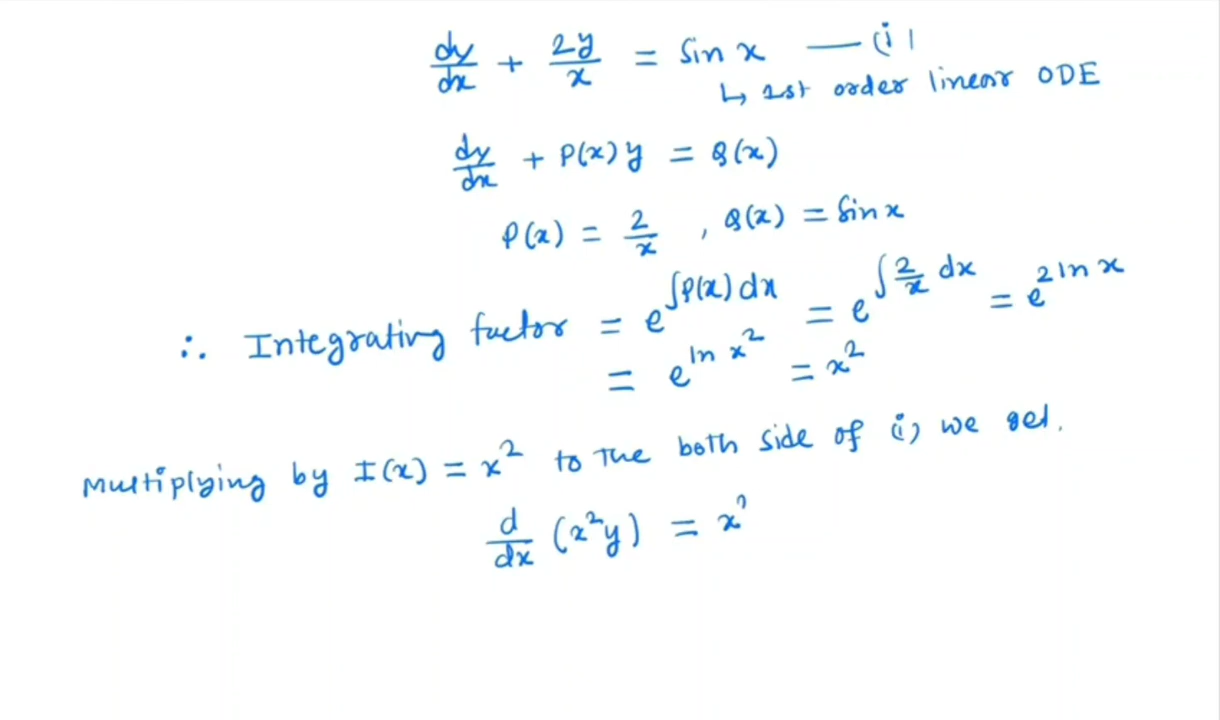 dy/dx + 2y/x = Sin x — (i)
↳ 1st order linear ODE
dy/dx + P(x) y = Q(x)
P(x) = 2/x , Q(x) = Sin x
∴ Integrating factor = e^∫P(x) dx = e^∫2/x dx = e^2 ln x
= e^ln x² = x²
Multiplying by I(x) = x² to the both side of (i) we get.
d/dx (x²y) = x²